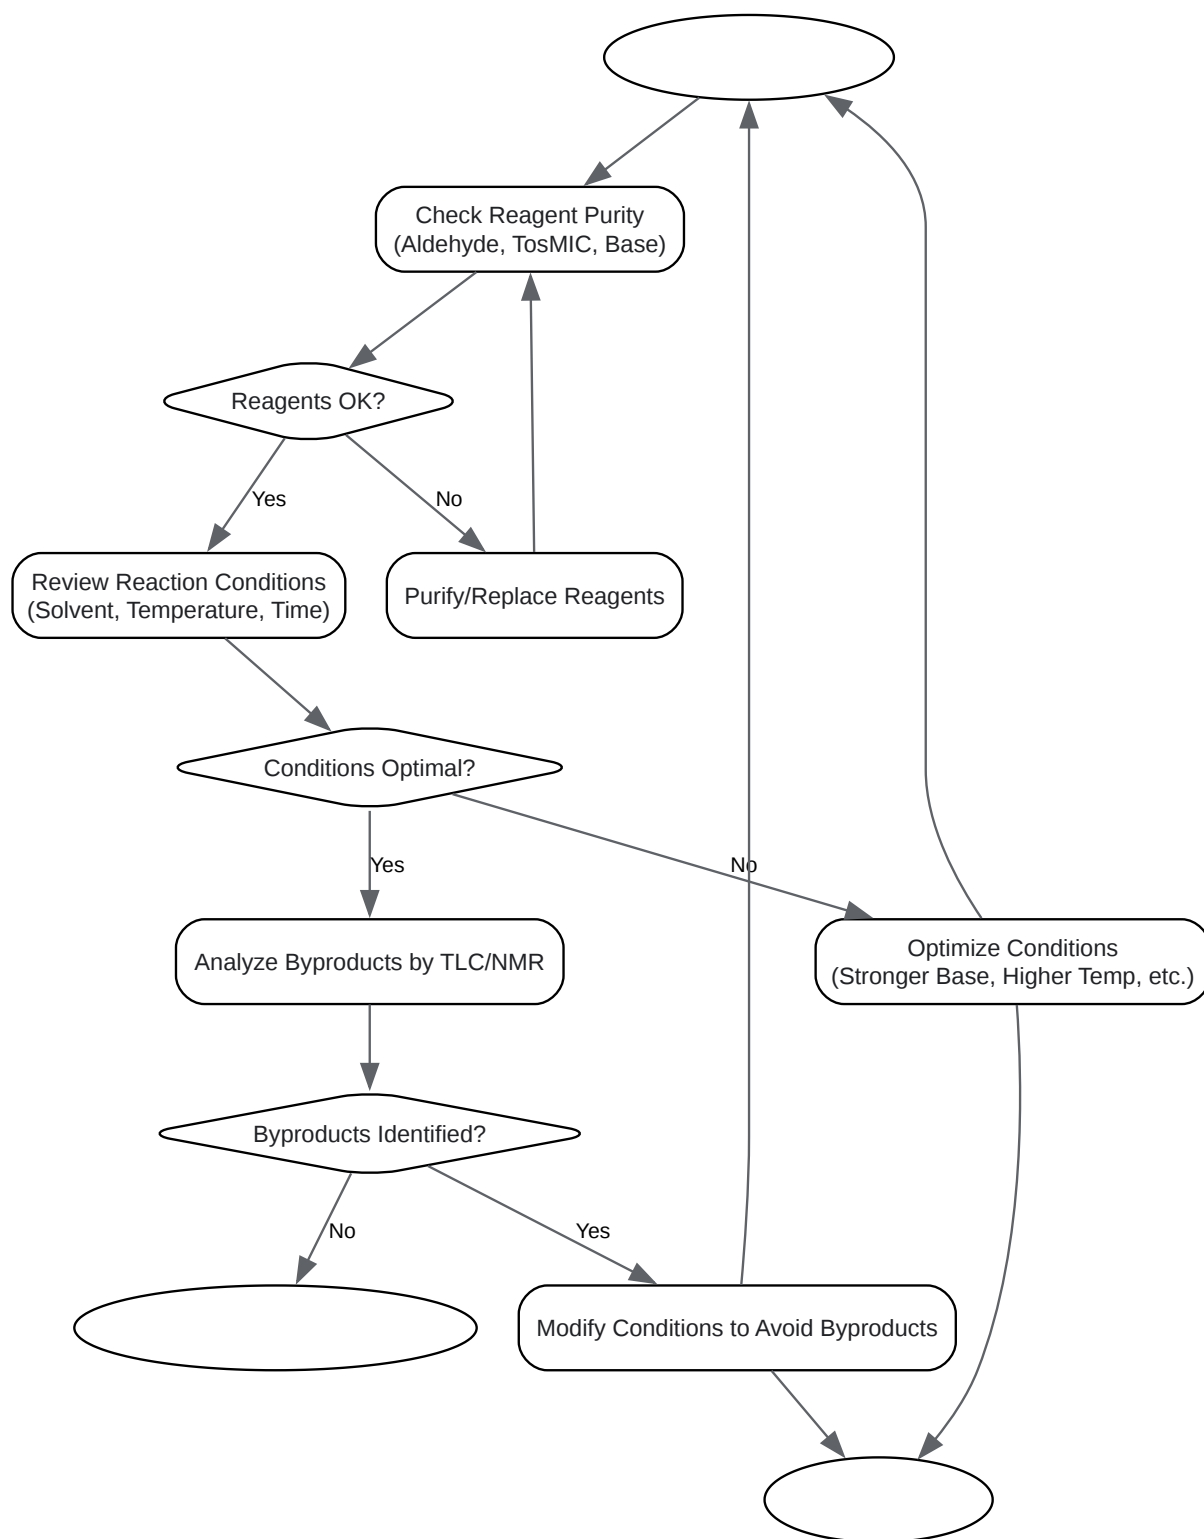 Check Reagent Purity
(Aldehyde, TosMIC, Base)
Reagents OK?
Yes
No
Review Reaction Conditions
(Solvent, Temperature, Time)
Purify/Replace Reagents
Conditions Optimal?
Yes
No
Analyze Byproducts by TLC/NMR
Optimize Conditions
(Stronger Base, Higher Temp, etc.)
Byproducts Identified?
No
Yes
Modify Conditions to Avoid Byproducts